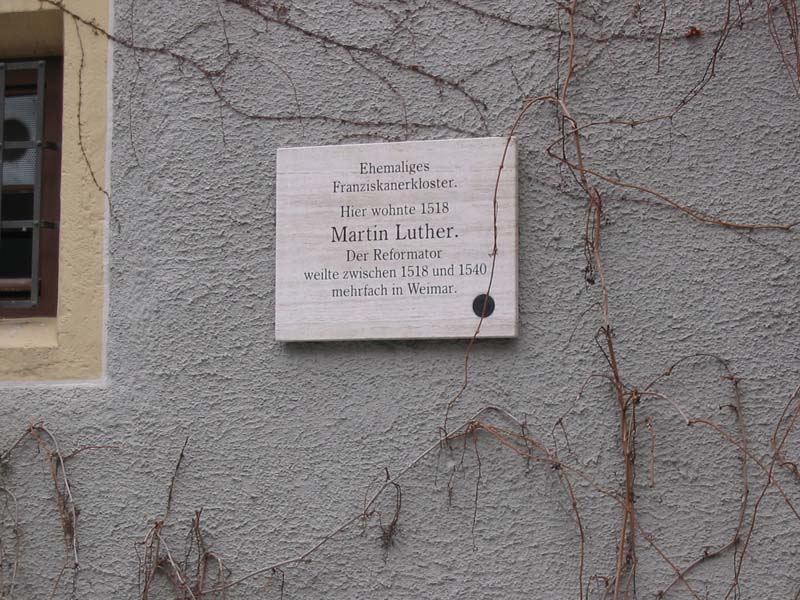 Ehemaliges
Franziskanerkloster.
Hier wohnte 1518
Martin Luther.
Der Reformator
weilte zwischen 1518 und 1540
mehrfach in Weimar.